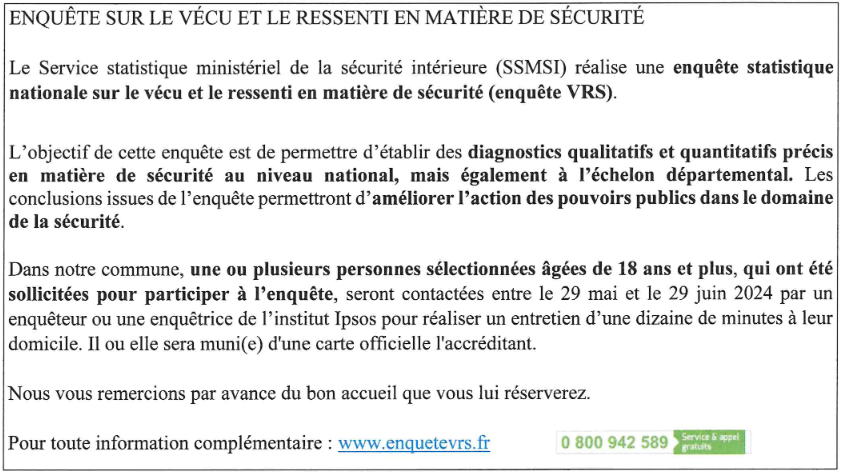 ENQUÊTE SUR LE VÉCU ET LE RESSENTI EN MATIÈRE DE SÉCURITÉ
Le Service statistique ministériel de la sécurité intérieure (SSMSI) réalise une enquête statistique
nationale sur le vécu et le ressenti en matière de sécurité (enquête VRS).
L'objectif de cette enquête est de permettre d'établir des diagnostics qualitatifs et quantitatifs précis
en matière de sécurité au niveau national, mais également à l'échelon départemental. Les
conclusions issues de l'enquête permettront d'améliorer l'action des pouvoirs publics dans le domaine
de la sécurité.
Dans notre commune, une ou plusieurs personnes sélectionnées âgées de 18 ans et plus, qui ont été
sollicitées pour participer à l'enquête, seront contactées entre le 29 mai et le 29 juin 2024 par un
enquêteur ou une enquêtrice de l'institut Ipsos pour réaliser un entretien d'une dizaine de minutes à leur
domicile. Il ou elle sera muni(e) d'une carte officielle l'accréditant.
Nous vous remercions par avance du bon accueil que vous lui réserverez.
Pour toute information complémentaire : www.enquetevrs.fr 0 800 942 589 Service & appel
gratuits